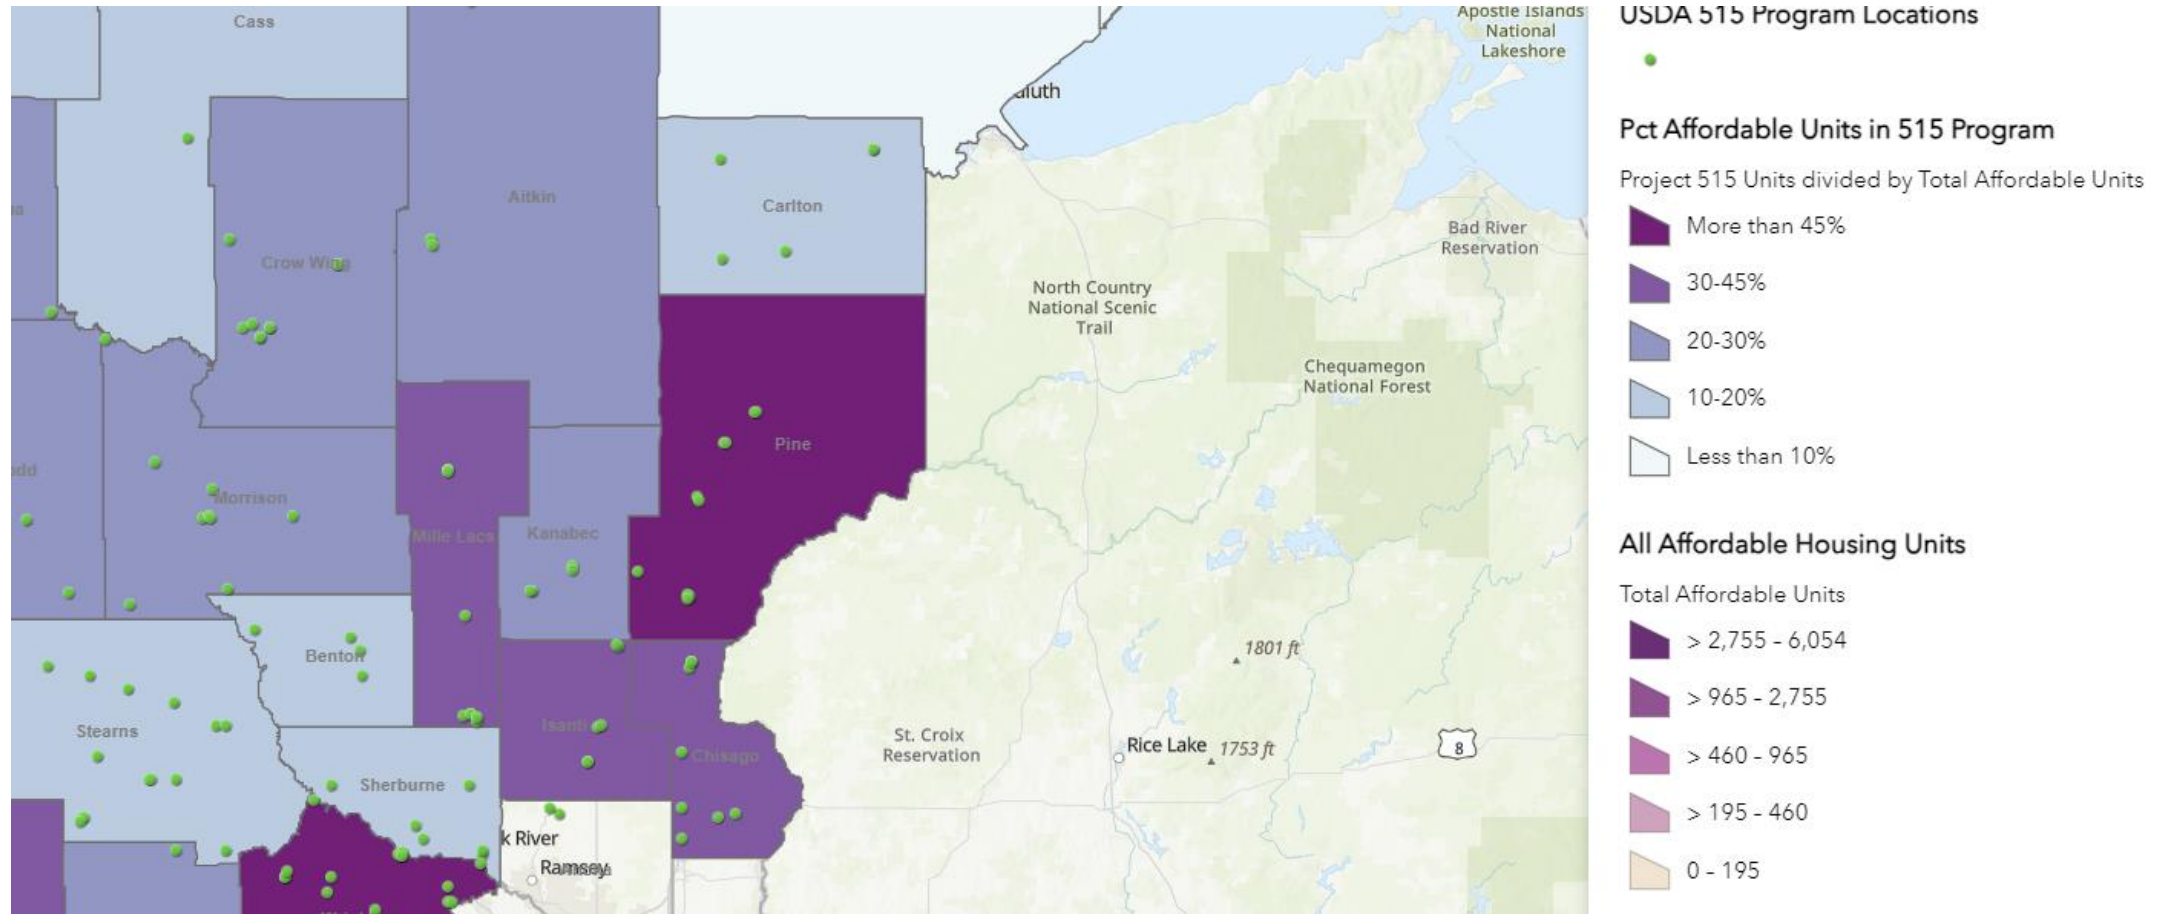 Cass
Apostle Islands
National
Lakeshore
Aitkin
Carlton
Crow Wing
Bad River
Reservation
North Country
National Scenic
Trail
Chequamegon
National Forest
Pine
Morrison
Mille Lacs
Kanabec
Benton
1801 ft
Stearns
Isanti
Chisago
St. Croix
Reservation
Rice Lake
1753 ft
8
Sherburne
k River
Ramsey
USDA 515 Program Locations
Pct Affordable Units in 515 Program
Project 515 Units divided by Total Affordable Units
More than 45%
30-45%
20-30%
10-20%
Less than 10%
All Affordable Housing Units
Total Affordable Units
> 2,755 - 6,054
> 965 - 2,755
> 460 - 965
> 195 - 460
0 - 195